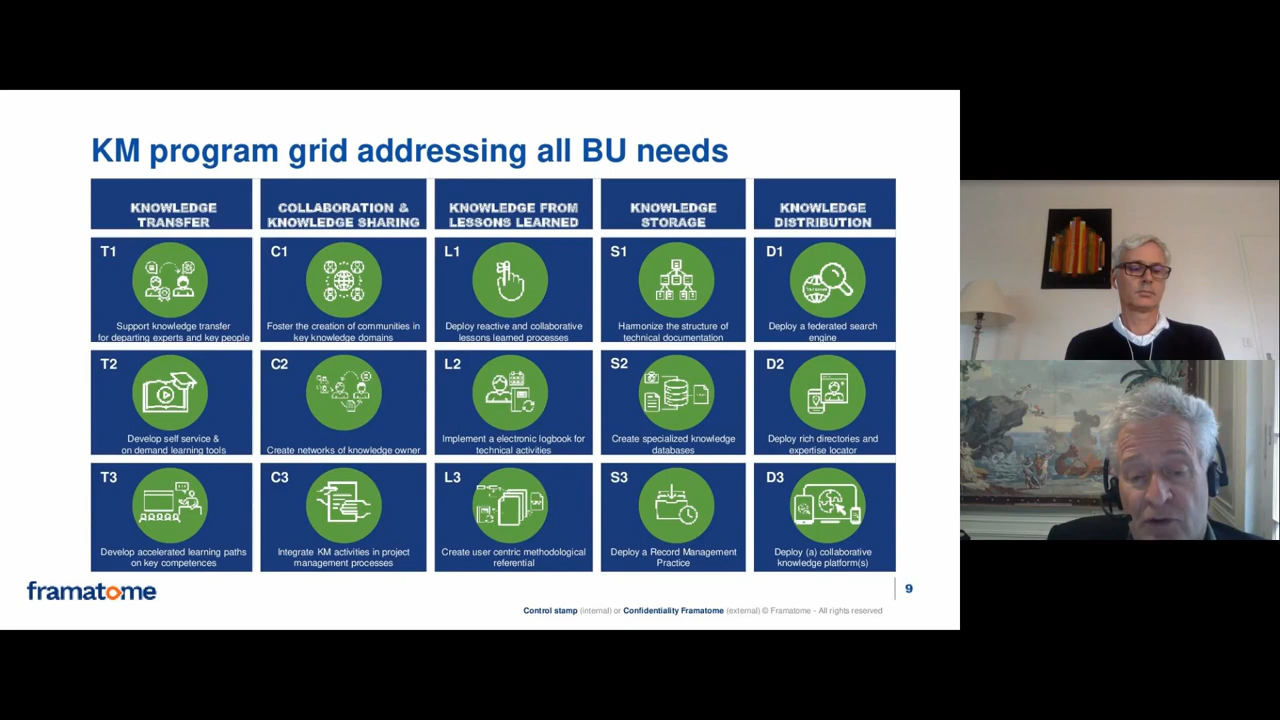 KM program grid addressing all BU needs
KNOWLEDGE
TRANSFER
COLLABORATION &
KNOWLEDGE SHARING
KNOWLEDGE FROM
LESSONS LEARNED
KNOWLEDGE
STORAGE
KNOWLEDGE
DISTRIBUTION
T1
Support knowledge transfer
for departing experts and key people
C1
Foster the creation of communities in
key knowledge domains
L1
Deploy reactive and collaborative
lessons learned processes
S1
Harmonize the structure of
technical documentation
D1
Deploy a federated search
engine
T2
Develop self service &
on demand learning tools
C2
Create networks of knowledge owner
L2
Implement a electronic logbook for
technical activities
S2
Create specialized knowledge
databases
D2
Deploy rich directories and
expertise locator
T3
Develop accelerated learning paths
on key competences
C3
Integrate KM activities in project
management processes
L3
Create user centric methodological
referential
S3
Deploy a Record Management
Practice
D3
Deploy (a) collaborative
knowledge platform(s)
framatome
9
Control stamp (internal) or Confidentiality Framatome (external) © Framatome - All rights reserved